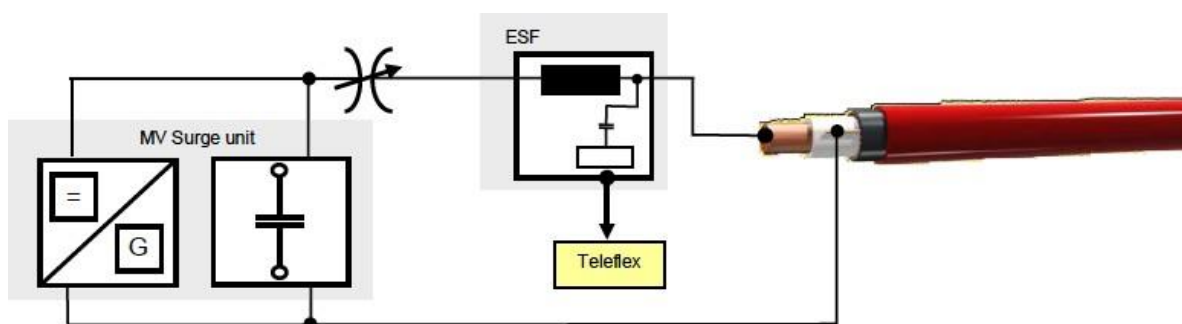 ESF
MV Surge unit
=
G
Teleflex